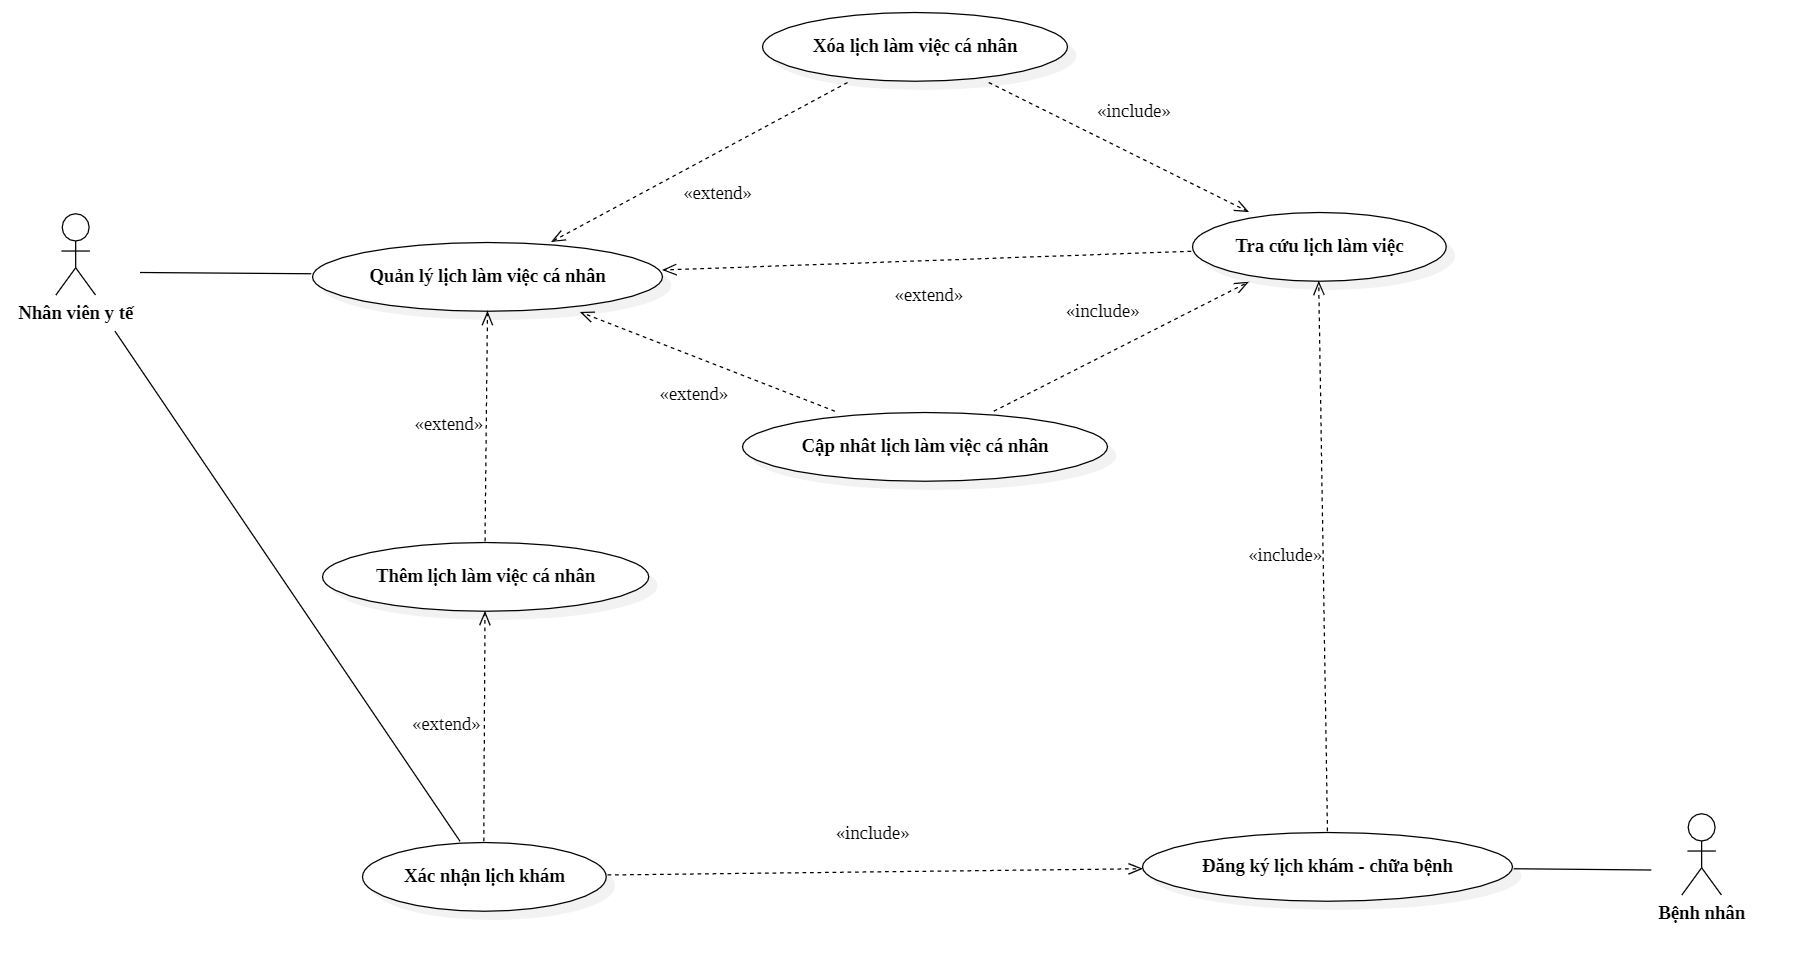 Xóa lịch làm việc cá nhân
«include»
«extend»
Tra cứu lịch làm việc
Quản lý lịch làm việc cá nhân
Nhân viên y tế
«extend»
«include»
«extend»
«extend»
Cập nhât lịch làm việc cá nhân
«include»
Thêm lịch làm việc cá nhân
«extend»
«include»
Xác nhận lịch khám
Đăng ký lịch khám - chữa bệnh
Bệnh nhân